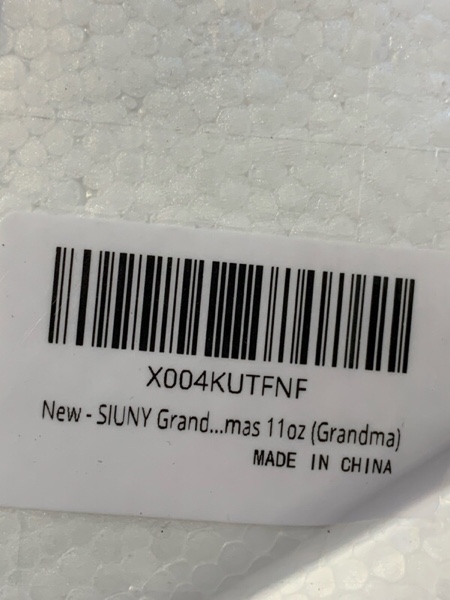 X004KUTFNF
New - SIUNY Grand...mas 11oz (Grandma)
MADE IN CHINA